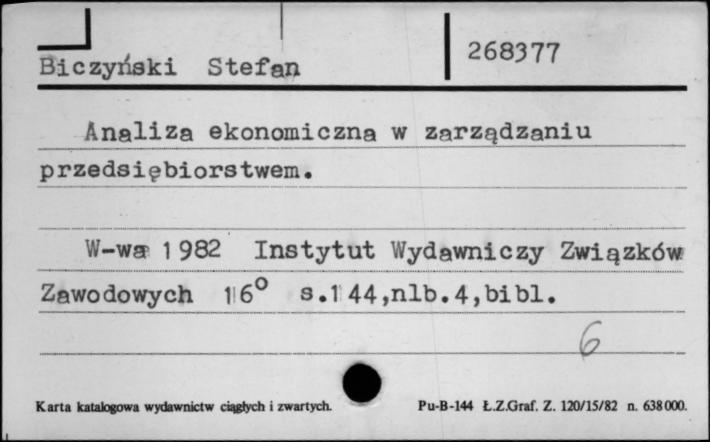 Biczyński Stefan 268377
Analiza ekonomiczna w zarządzaniu
przedsiębiorstwem.
W-wa 1982 Instytut Wydawniczy Związków
Zawodowych 16° s.144,nlb.4,bibl.
6
Karta katalogowa wydawnictw ciągłych i zwartych. Pu-B-144 Ł.Z.Graf. Z. 120/15/82 n. 638000.